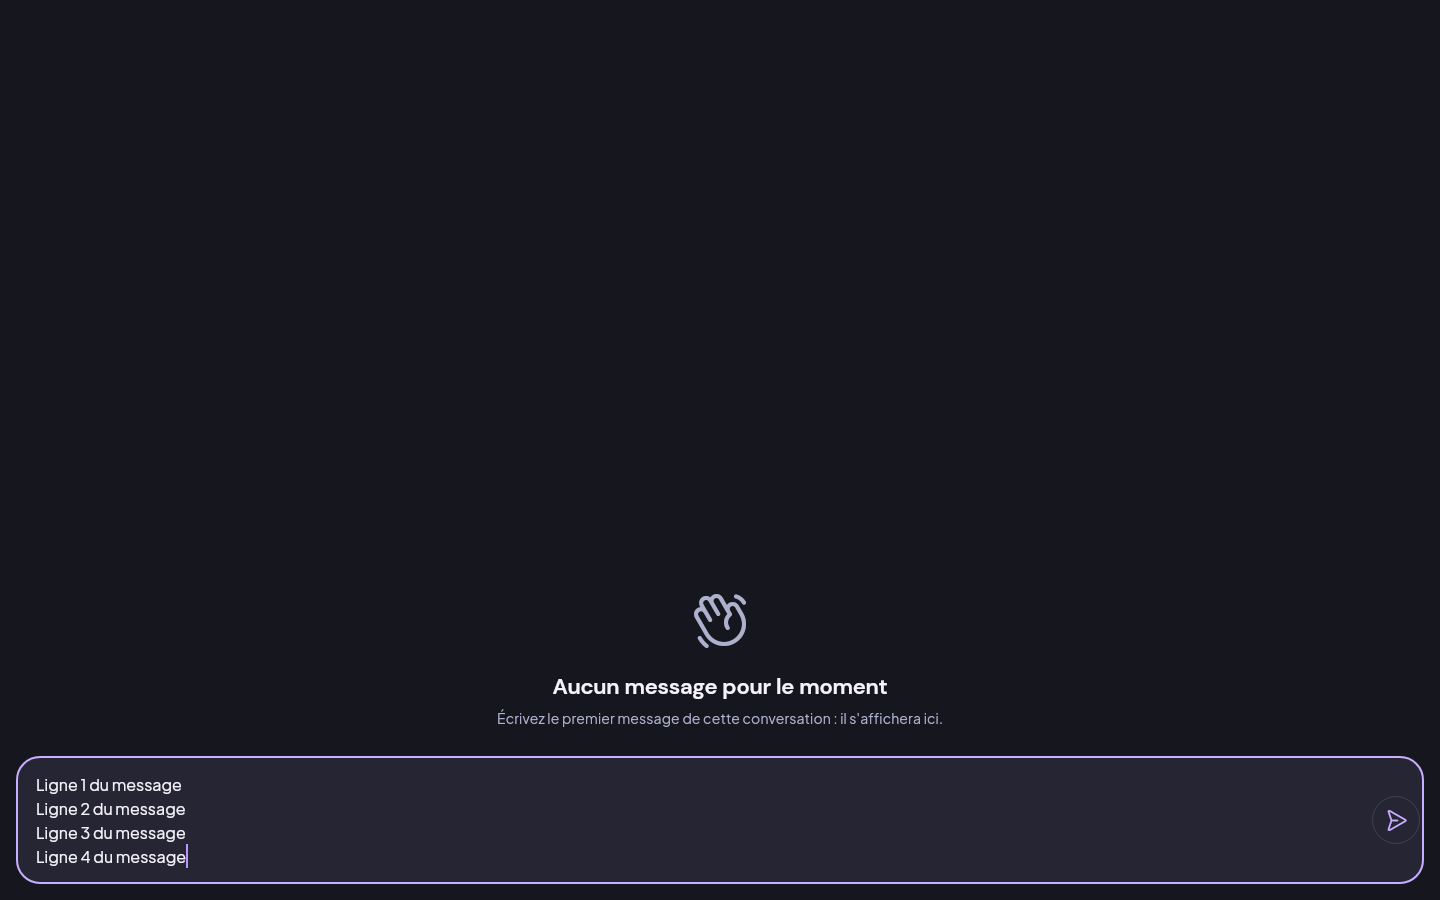 Aucun message pour le moment
Écrivez le premier message de cette conversation : il s'affichera ici.
Ligne 1 du message
Ligne 2 du message
Ligne 3 du message
Ligne 4 du message